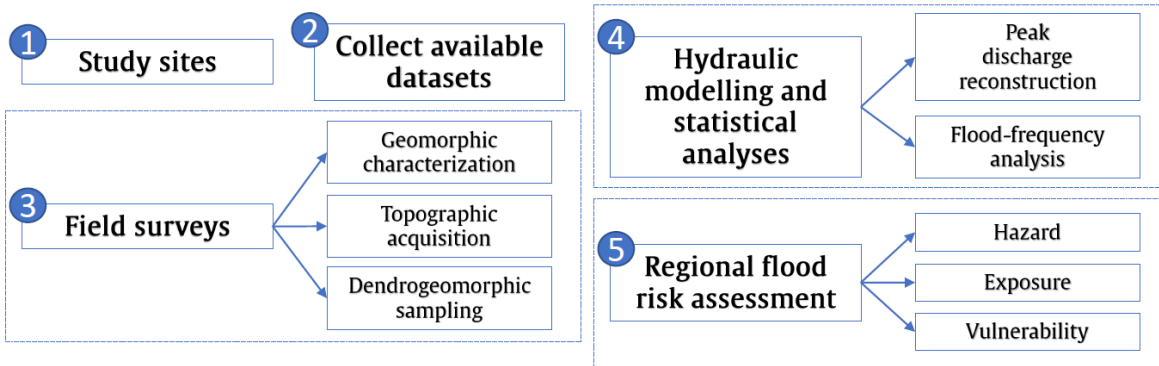 1
Study sites
2
Collect available
datasets
3
Field surveys
Geomorphic
characterization
Topographic
acquisition
Dendrogeomorphic
sampling
4
Hydraulic
modelling and
statistical
analyses
Peak
discharge
reconstruction
Flood-frequency
analysis
5
Regional flood
risk assessment
Hazard
Exposure
Vulnerability